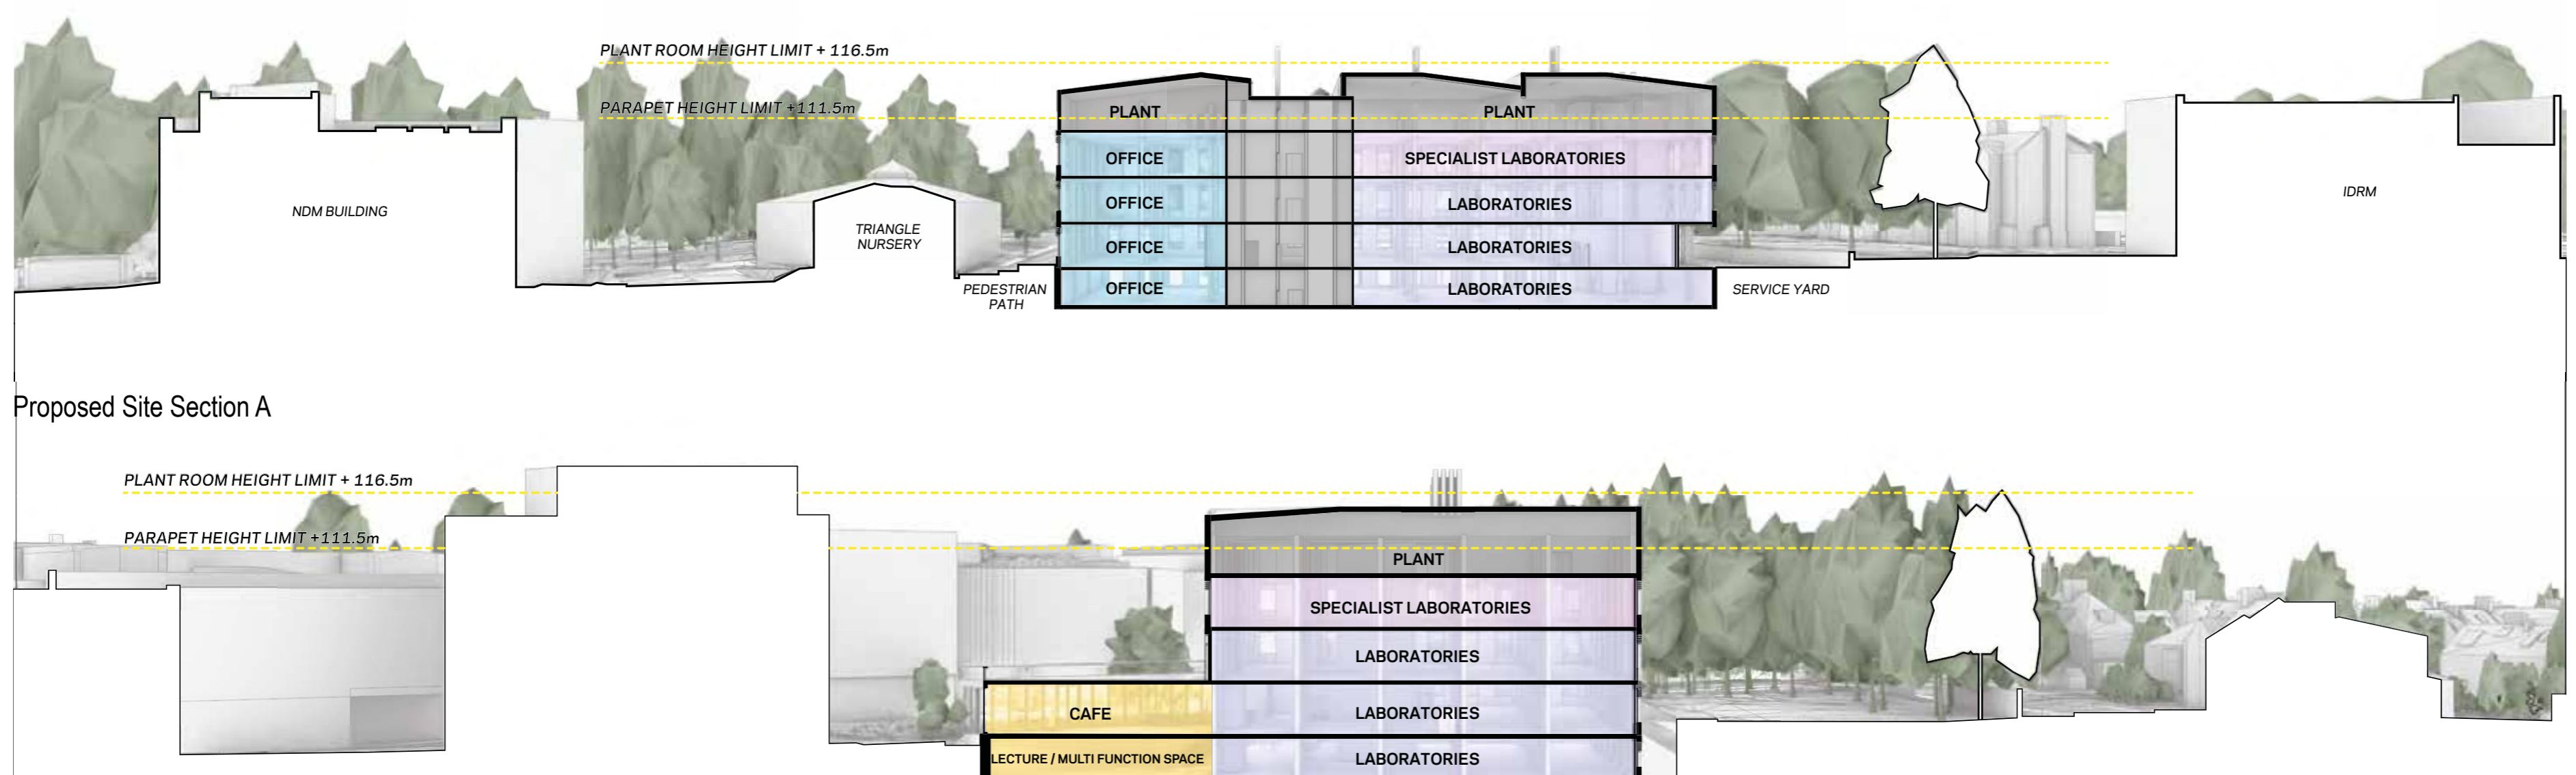 PLANT ROOM HEIGHT LIMIT + 116.5m
PARAPET HEIGHT LIMIT +111.5m
PLANT
PLANT
OFFICE
SPECIALIST LABORATORIES
NDM BUILDING
IDRM
OFFICE
LABORATORIES
TRIANGLE
NURSERY
OFFICE
LABORATORIES
PEDESTRIAN
PATH
OFFICE
LABORATORIES
SERVICE YARD
Proposed Site Section A
PLANT ROOM HEIGHT LIMIT + 116.5m
PARAPET HEIGHT LIMIT +111.5m
PLANT
SPECIALIST LABORATORIES
LABORATORIES
CAFE
LABORATORIES
LECTURE / MULTI FUNCTION SPACE
LABORATORIES